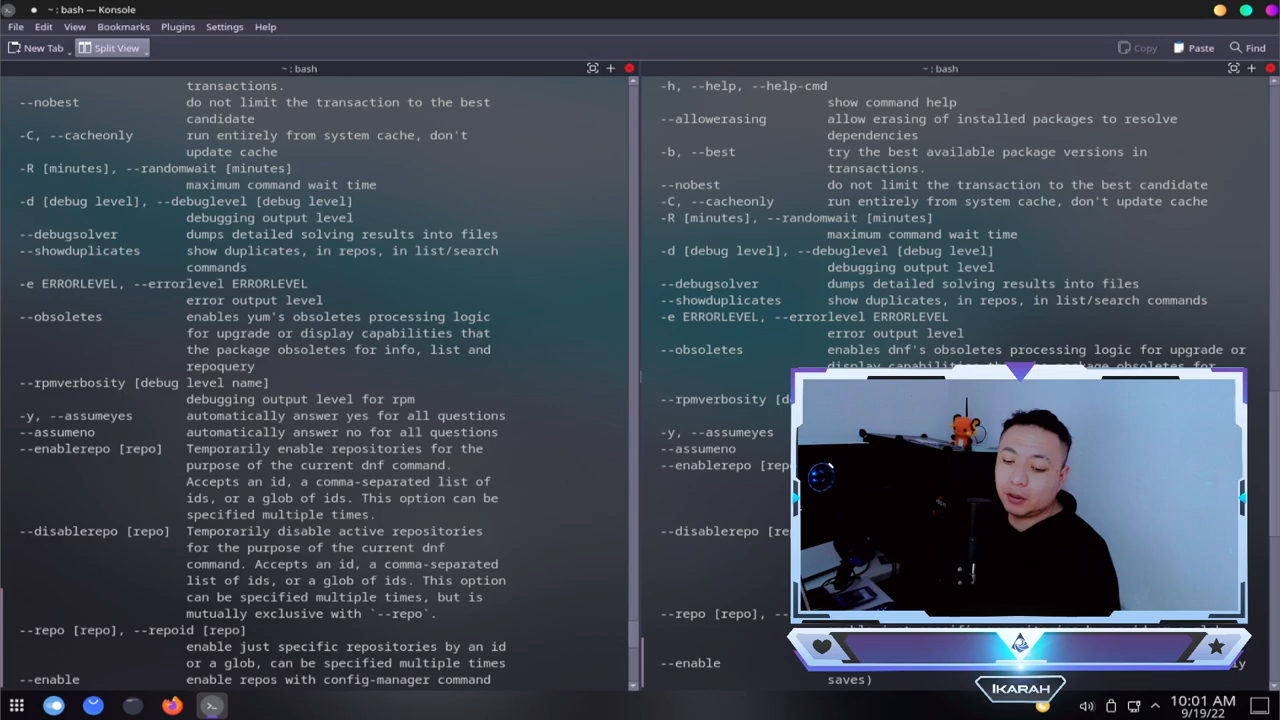 ~ : bash — Konsole
File Edit View Bookmarks Plugins Settings Help
New Tab Split View Copy Paste Find
~ : bash
transactions.
--nobest do not limit the transaction to the best
candidate
-C, --cacheonly run entirely from system cache, don't
update cache
-R [minutes], --randomwait [minutes]
maximum command wait time
-d [debug level], --debuglevel [debug level]
debugging output level
--debugsolver dumps detailed solving results into files
--showduplicates show duplicates, in repos, in list/search
commands
-e ERRORLEVEL, --errorlevel ERRORLEVEL
error output level
--obsoletes enables yum's obsoletes processing logic
for upgrade or display capabilities that
the package obsoletes for info, list and
repoquery
--rpmverbosity [debug level name]
debugging output level for rpm
-y, --assumeyes automatically answer yes for all questions
--assumeno automatically answer no for all questions
--enablerepo [repo] Temporarily enable repositories for the
purpose of the current dnf command.
Accepts an id, a comma-separated list of
ids, or a glob of ids. This option can be
specified multiple times.
--disablerepo [repo] Temporarily disable active repositories
for the purpose of the current dnf
command. Accepts an id, a comma-separated
list of ids, or a glob of ids. This option
can be specified multiple times, but is
mutually exclusive with `--repo`.
--repo [repo], --repoid [repo]
enable just specific repositories by an id
or a glob, can be specified multiple times
--enable enable repos with config-manager command
~ : bash
-h, --help, --help-cmd
show command help
--allowerasing allow erasing of installed packages to resolve
dependencies
-b, --best try the best available package versions in
transactions.
--nobest do not limit the transaction to the best candidate
-C, --cacheonly run entirely from system cache, don't update cache
-R [minutes], --randomwait [minutes]
maximum command wait time
-d [debug level], --debuglevel [debug level]
debugging output level
--debugsolver dumps detailed solving results into files
--showduplicates show duplicates, in repos, in list/search commands
-e ERRORLEVEL, --errorlevel ERRORLEVEL
error output level
--obsoletes enables dnf's obsoletes processing logic for upgrade or
--rpmverbosity [d
-y, --assumeyes
--assumeno
--enablerepo [rep
--disablerepo [re
--repo [repo], --
--enable
saves)
IKARAH
10:01 AM
9/19/22